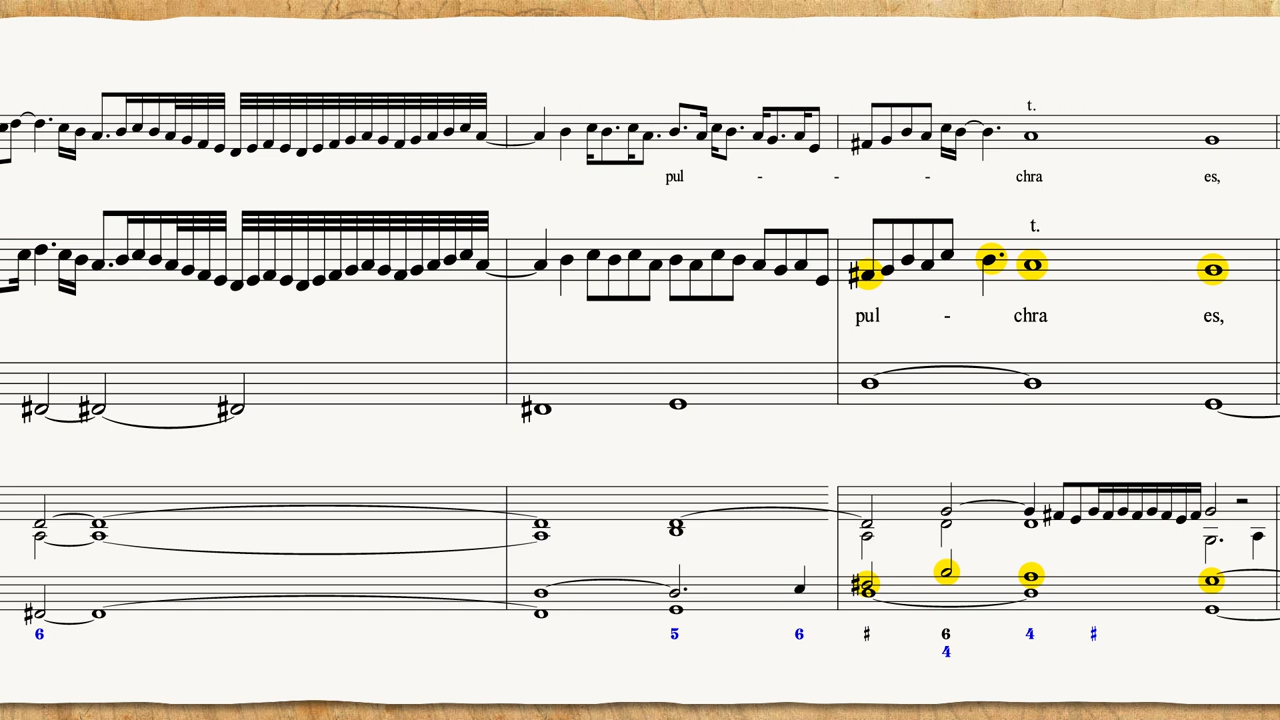 t.
pul - - - chra es,
t.
pul - chra es,
6 5 6 ♯ 6 4 ♯
4